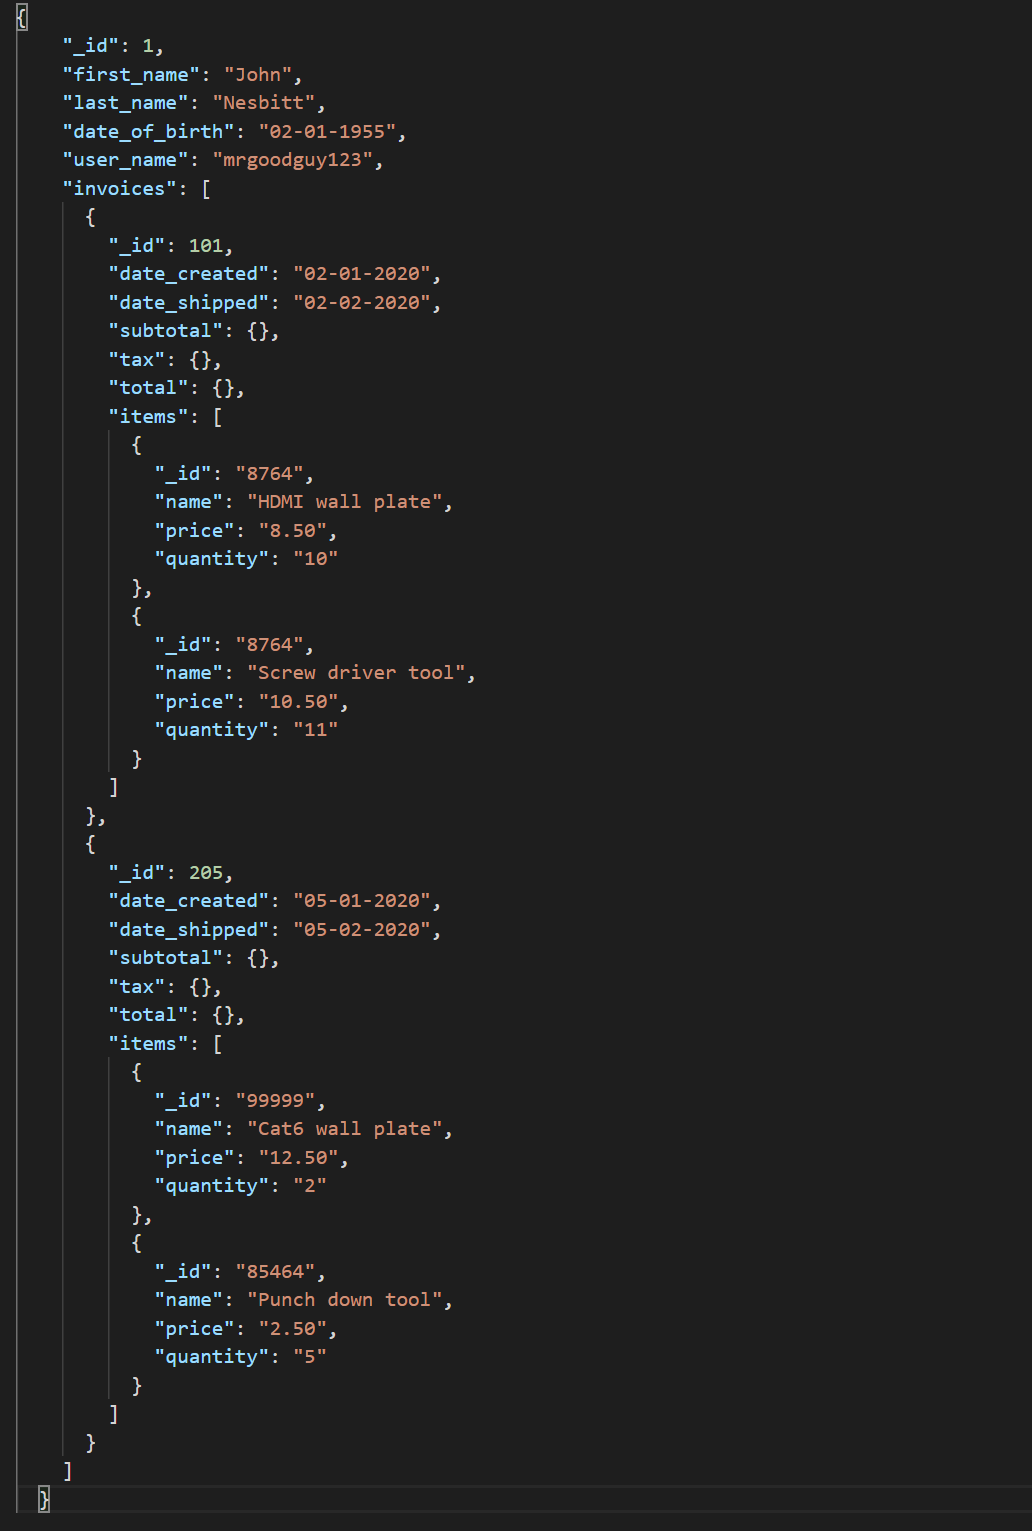 {
"_id": 1,
"first_name": "John",
"last_name": "Nesbitt",
"date_of_birth": "02-01-1955",
"user_name": "mrgoodguy123",
"invoices": [
{
"_id": 101,
"date_created": "02-01-2020",
"date_shipped": "02-02-2020",
"subtotal": {},
"tax": {},
"total": {},
"items": [
{
"_id": "8764",
"name": "HDMI wall plate",
"price": "8.50",
"quantity": "10"
},
{
"_id": "8764",
"name": "Screw driver tool",
"price": "10.50",
"quantity": "11"
}
]
},
{
"_id": 205,
"date_created": "05-01-2020",
"date_shipped": "05-02-2020",
"subtotal": {},
"tax": {},
"total": {},
"items": [
{
"_id": "99999",
"name": "Cat6 wall plate",
"price": "12.50",
"quantity": "2"
},
{
"_id": "85464",
"name": "Punch down tool",
"price": "2.50",
"quantity": "5"
}
]
}
]
}